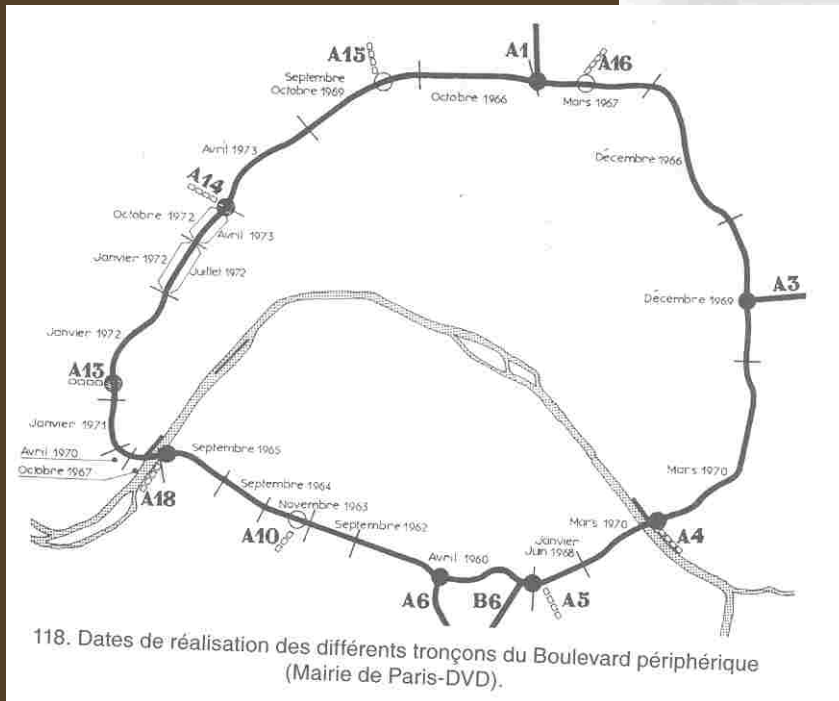 A15
A1
A16
Septembre
Octobre 1969
Octobre 1966
Mars 1967
Avril 1973
Décembre 1966
A14
Octobre 1972
Avril 1973
Janvier 1972
Juillet 1972
A3
Décembre 1969
Janvier 1972
A13
Janvier 1971
Avril 1970
Septembre 1965
Octobre 1967
Mars 1970
A18
Septembre 1964
Novembre 1963
A10
Septembre 1962
Mars 1970
A4
Janvier
Juin 1968
Avril 1960
A6
B6
A5
118. Dates de réalisation des différents tronçons du Boulevard périphérique
(Mairie de Paris-DVD).